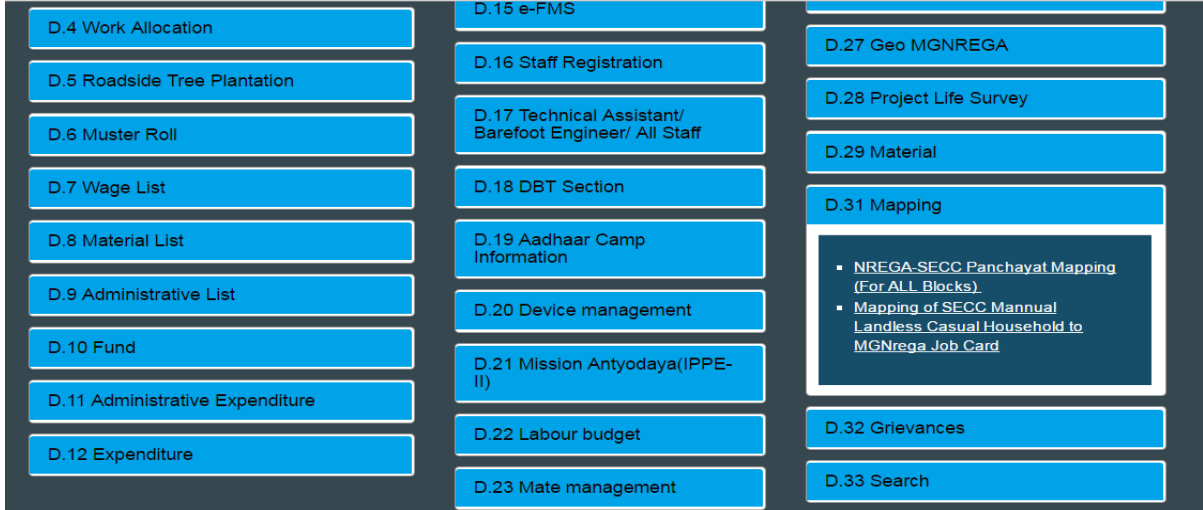 D.4 Work Allocation
D.5 Roadside Tree Plantation
D.6 Muster Roll
D.7 Wage List
D.8 Material List
D.9 Administrative List
D.10 Fund
D.11 Administrative Expenditure
D.12 Expenditure
D.15 e-FMS
D.16 Staff Registration
D.17 Technical Assistant/
Barefoot Engineer/ All Staff
D.18 DBT Section
D.19 Aadhaar Camp
Information
D.20 Device management
D.21 Mission Antyodaya(IPPE-
II)
D.22 Labour budget
D.23 Mate management
D.27 Geo MGNREGA
D.28 Project Life Survey
D.29 Material
D.31 Mapping
NREGA-SECC Panchayat Mapping
(For ALL Blocks)
Mapping of SECC Mannual
Landless Casual Household to
MGNrega Job Card
D.32 Grievances
D.33 Search